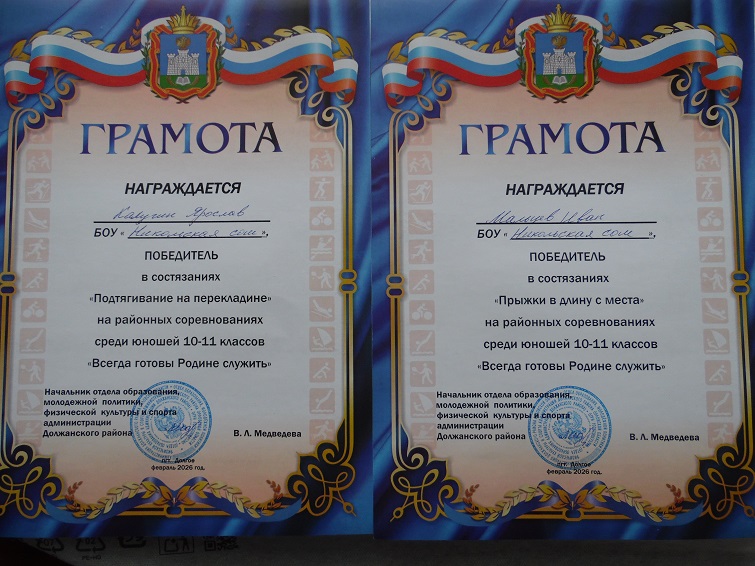 ГРАМОТА
НАГРАЖДАЕТСЯ
Калугин Ярослав
БОУ « Никольская сош »,
ПОБЕДИТЕЛЬ
в состязаниях
«Подтягивание на перекладине»
на районных соревнованиях
среди юношей 10-11 классов
«Всегда готовы Родине служить»
Начальник отдела образования,
молодежной политики,
физической культуры и спорта
администрации
Должанского района
В. Л. Медведева
пгт. Долгое
февраль 2026 год.
ГРАМОТА
НАГРАЖДАЕТСЯ
Мальцев Иван
БОУ « Никольская сош »,
ПОБЕДИТЕЛЬ
в состязаниях
«Прыжки в длину с места»
на районных соревнованиях
среди юношей 10-11 классов
«Всегда готовы Родине служить»
Начальник отдела образования,
молодежной политики,
физической культуры и спорта
администрации
Должанского района
В. Л. Медведева
пгт. Долгое
февраль 2026 год.